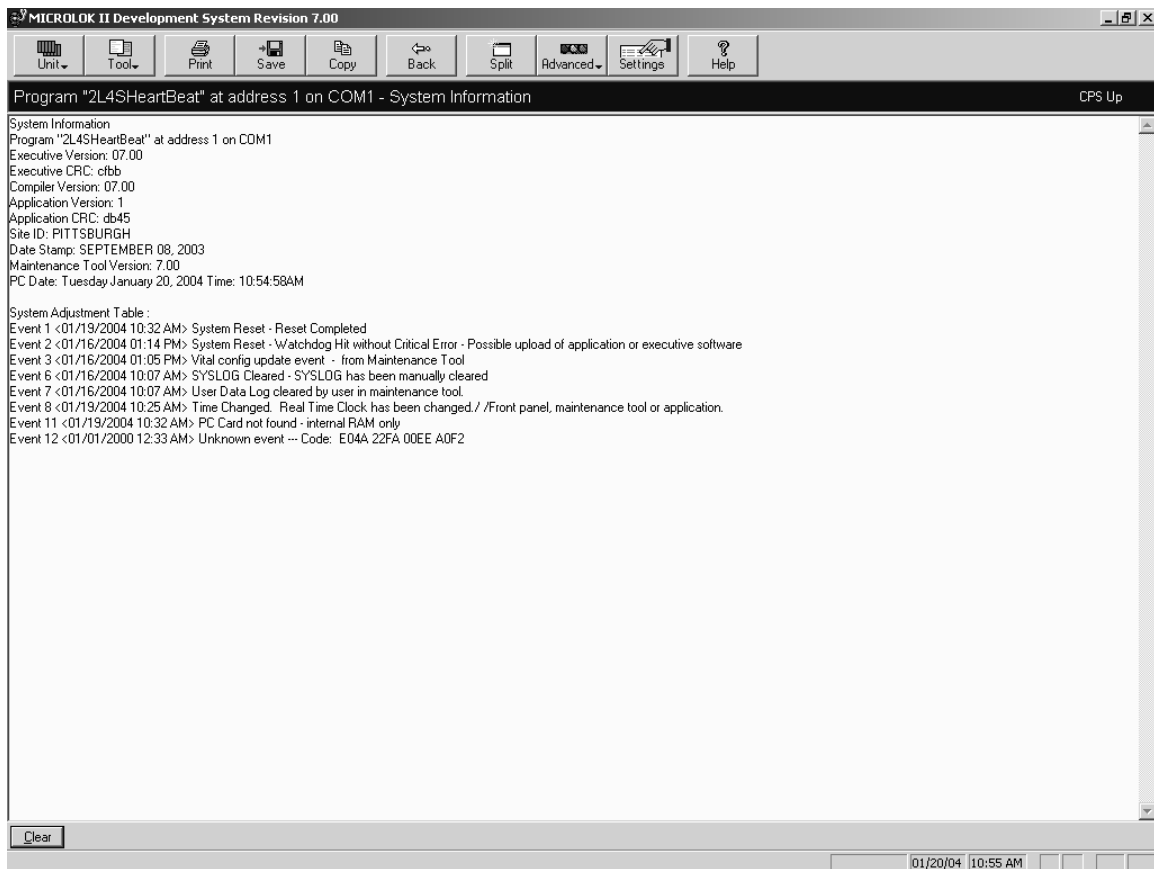 MICROLOK II Development System Revision 7.00
Unit Tool Print Save Copy Back Split Advanced Settings Help
Program "2L4SHeartBeat" at address 1 on COM1 - System Information CPS Up
System Information
Program "2L4SHeartBeat" at address 1 on COM1
Executive Version: 07.00
Executive CRC: cfbb
Compiler Version: 07.00
Application Version: 1
Application CRC: db45
Site ID: PITTSBURGH
Date Stamp: SEPTEMBER 08, 2003
Maintenance Tool Version: 7.00
PC Date: Tuesday January 20, 2004 Time: 10:54:58AM
System Adjustment Table :
Event 1 <01/19/2004 10:32 AM> System Reset - Reset Completed
Event 2 <01/16/2004 01:14 PM> System Reset - Watchdog Hit without Critical Error - Possible upload of application or executive software
Event 3 <01/16/2004 01:05 PM> Vital config update event - from Maintenance Tool
Event 6 <01/16/2004 10:07 AM> SYSLOG Cleared - SYSLOG has been manually cleared
Event 7 <01/16/2004 10:07 AM> User Data Log cleared by user in maintenance tool.
Event 8 <01/19/2004 10:25 AM> Time Changed. Real Time Clock has been changed./ /Front panel, maintenance tool or application.
Event 11 <01/19/2004 10:32 AM> PC Card not found - internal RAM only
Event 12 <01/01/2000 12:33 AM> Unknown event --- Code: E04A 22FA 00EE A0F2
Clear
01/20/04 10:55 AM